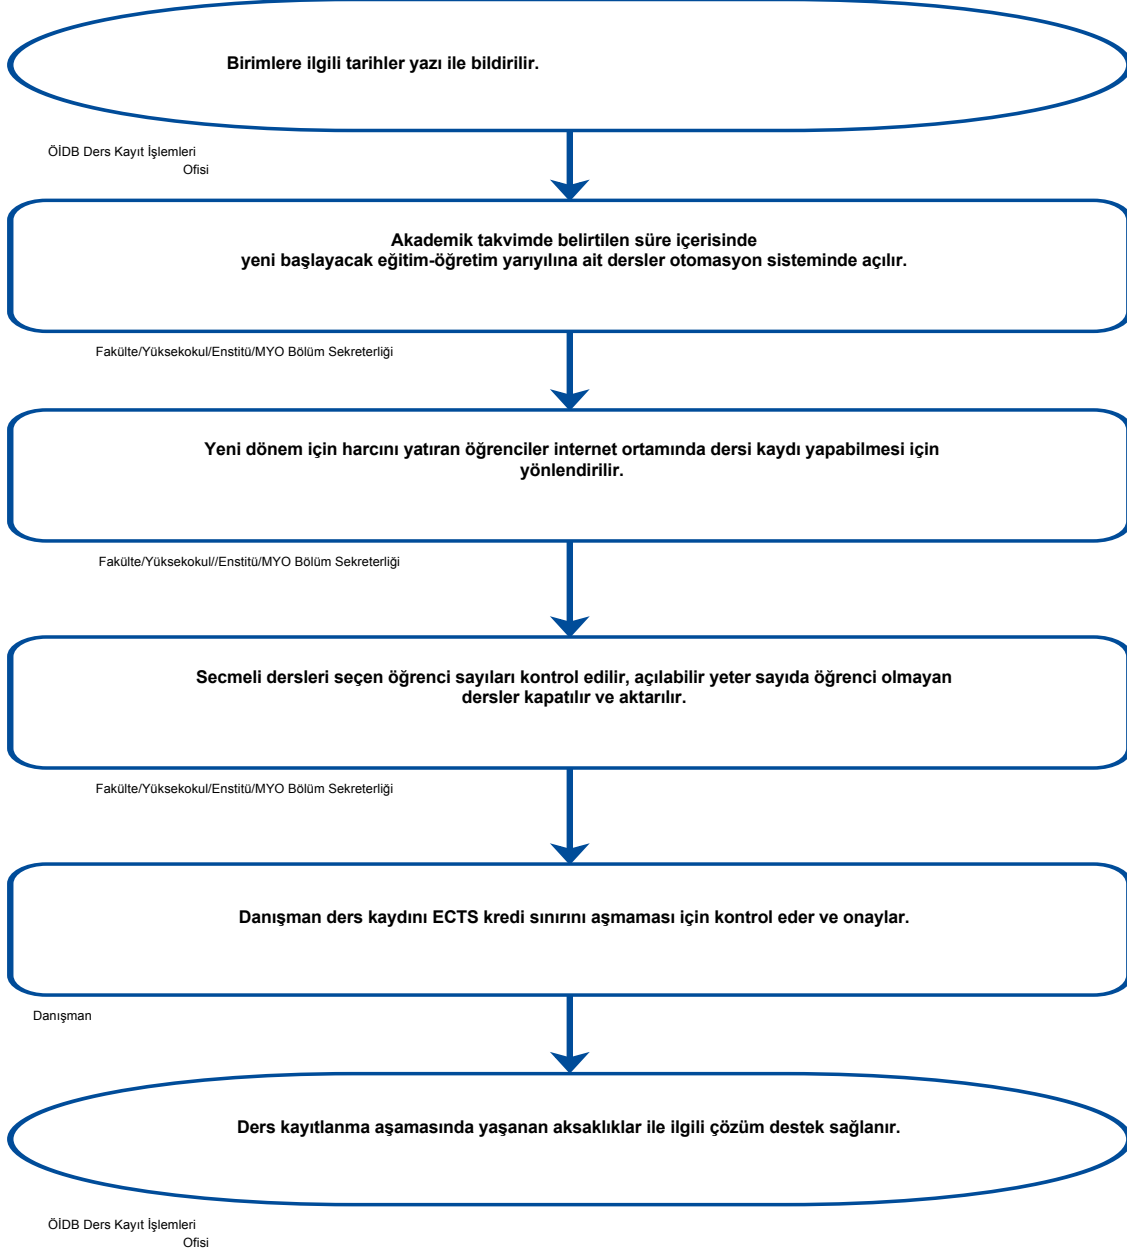 Birimlere ilgili tarihler yazı ile bildirilir.
ÖİDB Ders Kayıt İşlemleri
Ofisi
Akademik takvimde belirtilen süre içerisinde
yeni başlayacak eğitim-öğretim yarıyılına ait dersler otomasyon sisteminde açılır.
Fakülte/Yüksekokul/Enstitü/MYO Bölüm Sekreterliği
Yeni dönem için harcını yatıran öğrenciler internet ortamında dersi kaydı yapabilmesi için
yönlendirilir.
Fakülte/Yüksekokul//Enstitü/MYO Bölüm Sekreterliği
Secmeli dersleri seçen öğrenci sayıları kontrol edilir, açılabilir yeter sayıda öğrenci olmayan
dersler kapatılır ve aktarılır.
Fakülte/Yüksekokul/Enstitü/MYO Bölüm Sekreterliği
Danışman ders kaydını ECTS kredi sınırını aşmaması için kontrol eder ve onaylar.
Danışman
Ders kayıtlanma aşamasında yaşanan aksaklıklar ile ilgili çözüm destek sağlanır.
ÖİDB Ders Kayıt İşlemleri
Ofisi